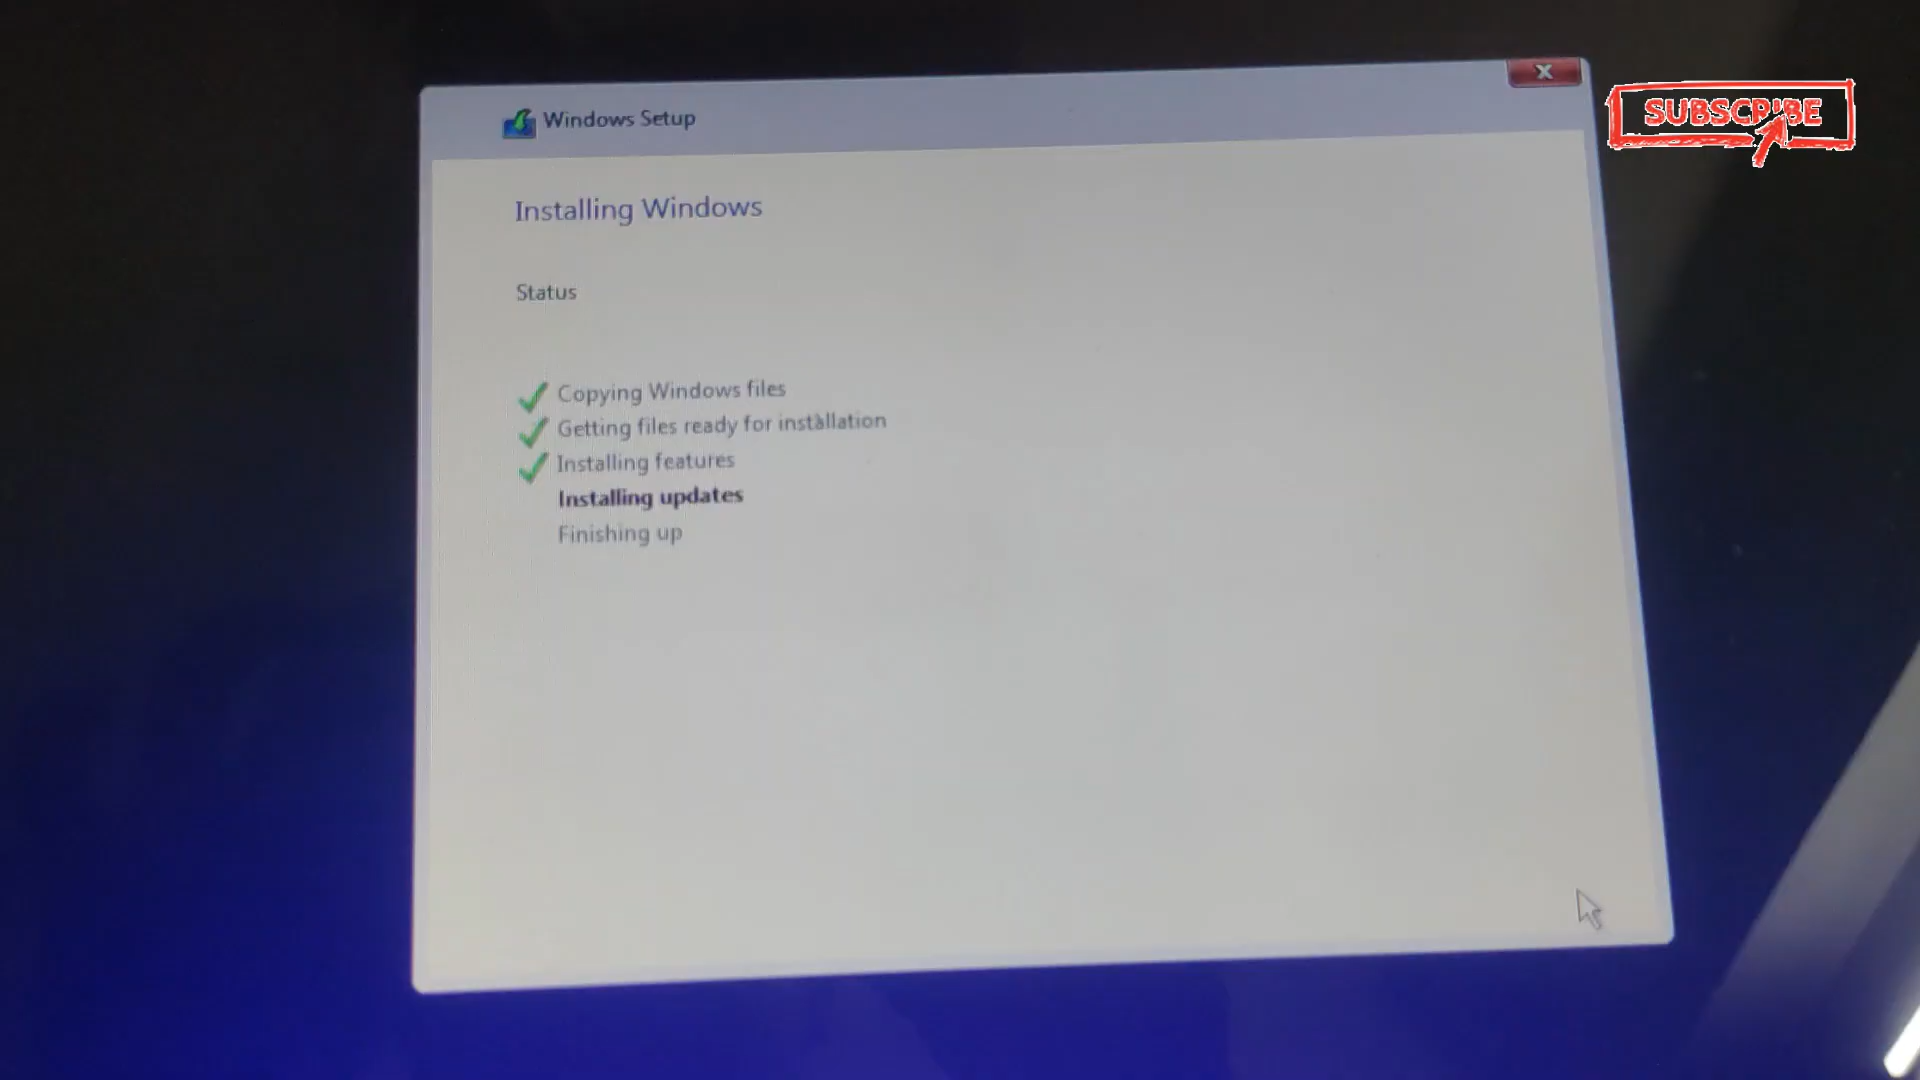 Windows Setup
SUBSCRIBE
Installing Windows
Status
Copying Windows files
Getting files ready for installation
Installing features
Installing updates
Finishing up